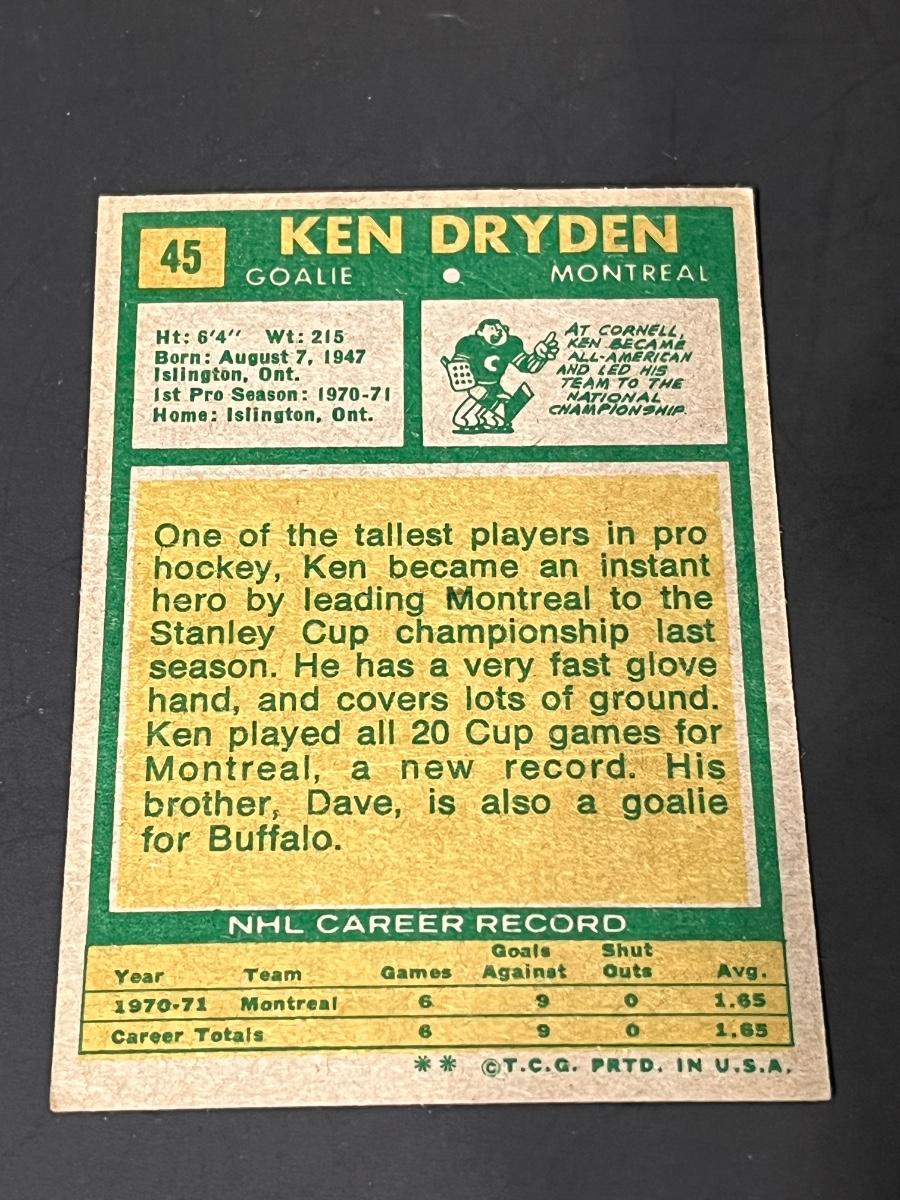 45
KEN DRYDEN
GOALIE • MONTREAL
Ht: 6'4" Wt: 215
Born: August 7, 1947
Islington, Ont.
1st Pro Season: 1970-71
Home: Islington, Ont.
C
AT CORNELL,
KEN BECAME
ALL-AMERICAN
AND LED HIS
TEAM TO THE
NATIONAL
CHAMPIONSHIP.
One of the tallest players in pro
hockey, Ken became an instant
hero by leading Montreal to the
Stanley Cup championship last
season. He has a very fast glove
hand, and covers lots of ground.
Ken played all 20 Cup games for
Montreal, a new record. His
brother, Dave, is also a goalie
for Buffalo.
NHL CAREER RECORD
Year Team Games Goals Against Shut Outs Avg.
1970-71 Montreal 6 9 0 1.65
Career Totals 6 9 0 1.65
** ©T.C.G. PRTD. IN U.S.A.